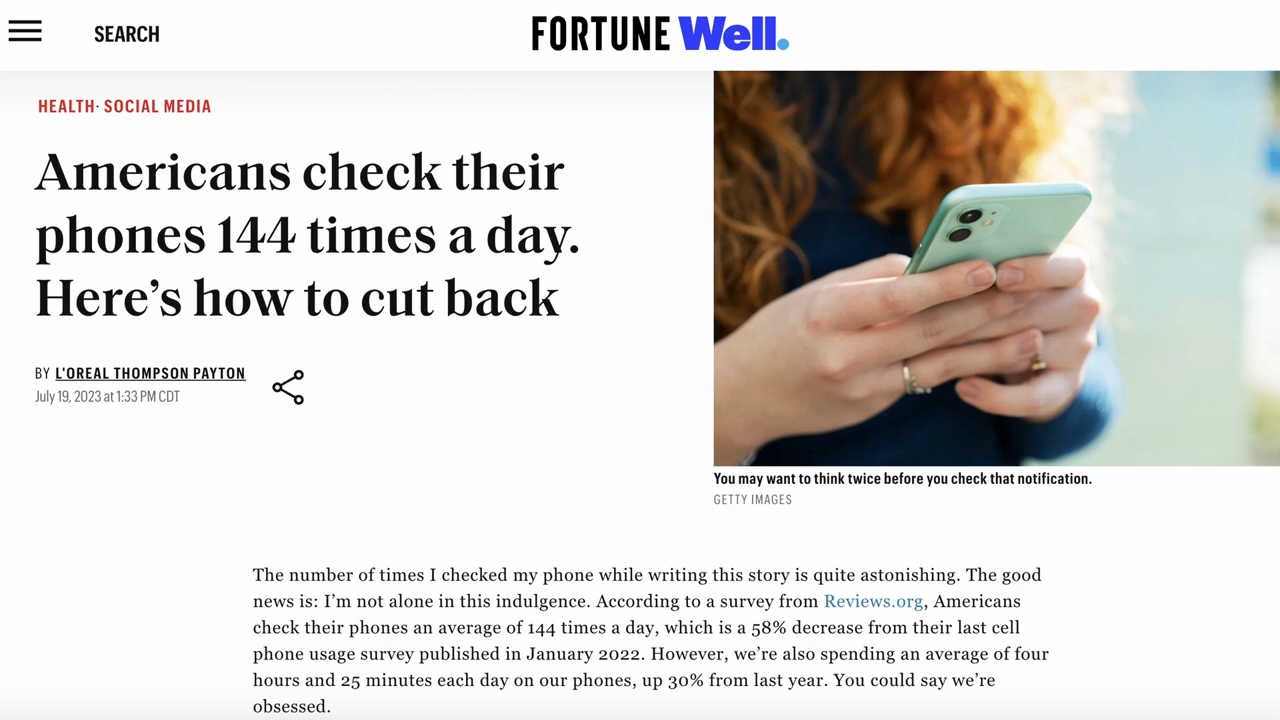 SEARCH
FORTUNE Well.
HEALTH· SOCIAL MEDIA
Americans check their
phones 144 times a day.
Here’s how to cut back
BY L'OREAL THOMPSON PAYTON
July 19, 2023 at 1:33 PM CDT
You may want to think twice before you check that notification.
GETTY IMAGES
The number of times I checked my phone while writing this story is quite astonishing. The good
news is: I’m not alone in this indulgence. According to a survey from Reviews.org, Americans
check their phones an average of 144 times a day, which is a 58% decrease from their last cell
phone usage survey published in January 2022. However, we’re also spending an average of four
hours and 25 minutes each day on our phones, up 30% from last year. You could say we’re
obsessed.